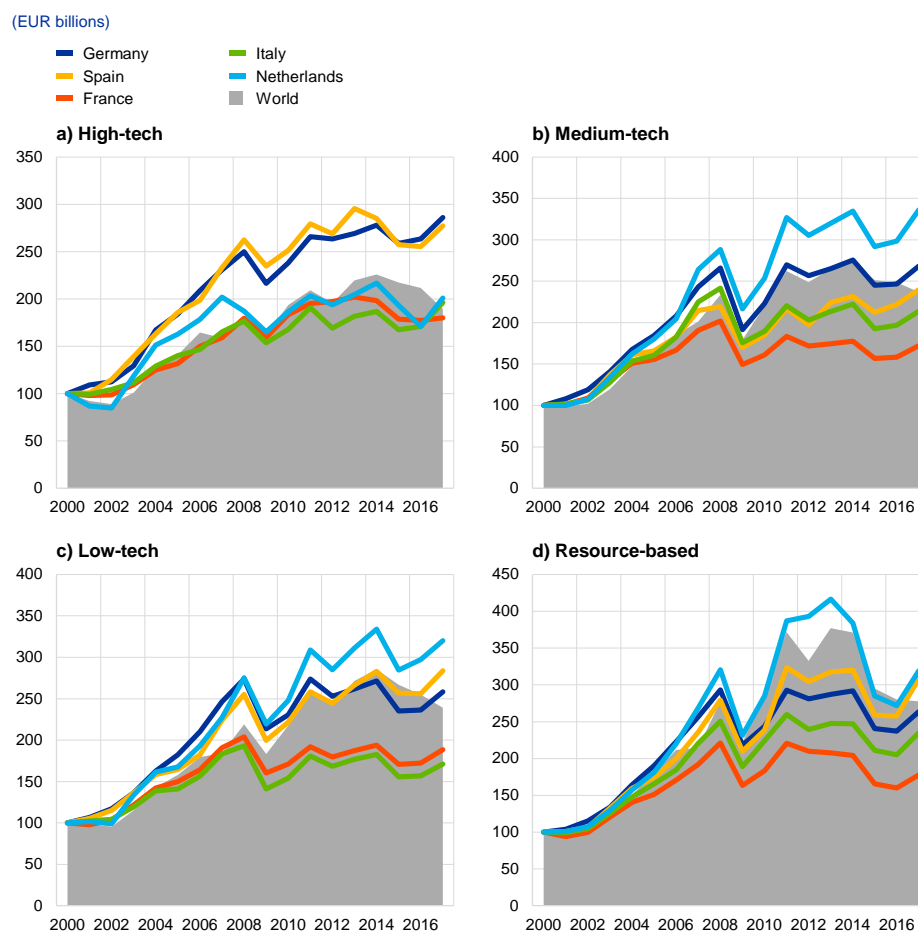 (EUR billions)
Germany Italy
Spain Netherlands
France World
a) High-tech b) Medium-tech
350 400
300 350
250 300
200 250
150 200
100 150
50 100
0 50
0
2000 2002 2004 2006 2008 2010 2012 2014 2016 2000 2002 2004 2006 2008 2010 2012 2014 2016
c) Low-tech d) Resource-based
400 450
350 400
300 350
250 300
200 250
150 200
100 150
50 100
0 50
0
2000 2002 2004 2006 2008 2010 2012 2014 2016 2000 2002 2004 2006 2008 2010 2012 2014 2016